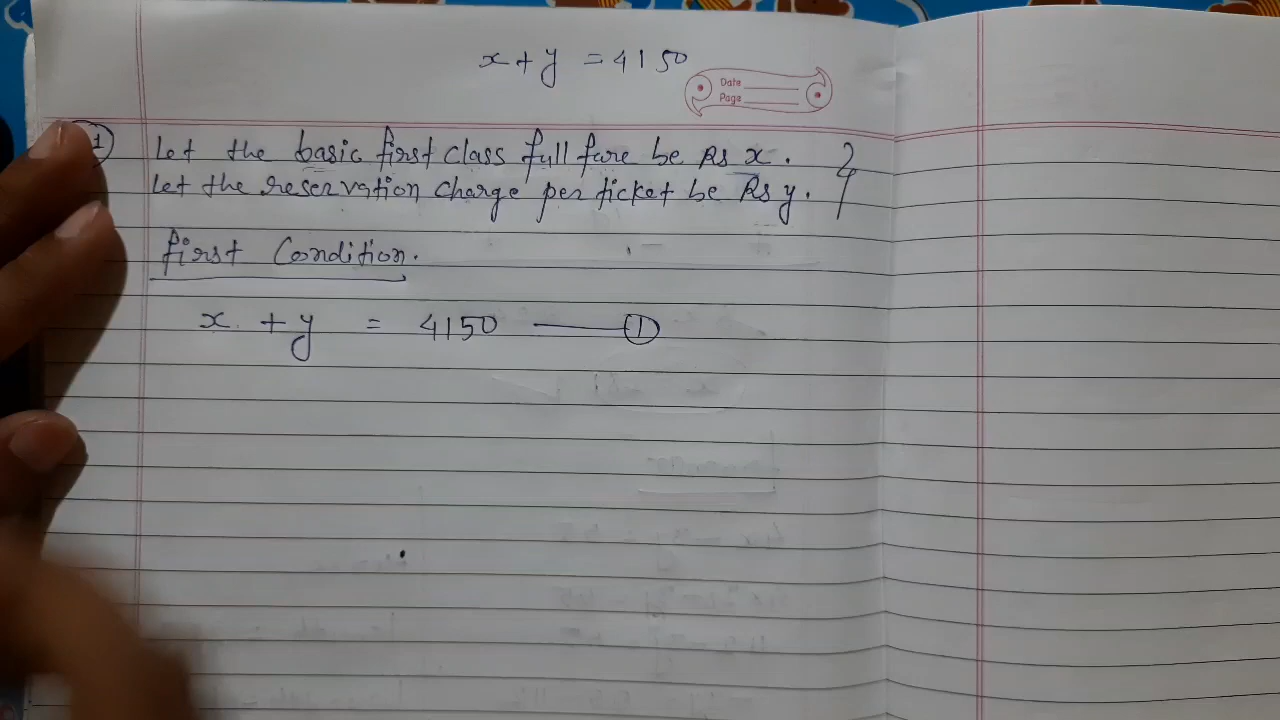 x + y = 4150
Date
Page
1 Let the basic first class full fare be Rs x.
Let the reservation charge per ticket be Rs y.
First Condition.
x + y = 4150 1